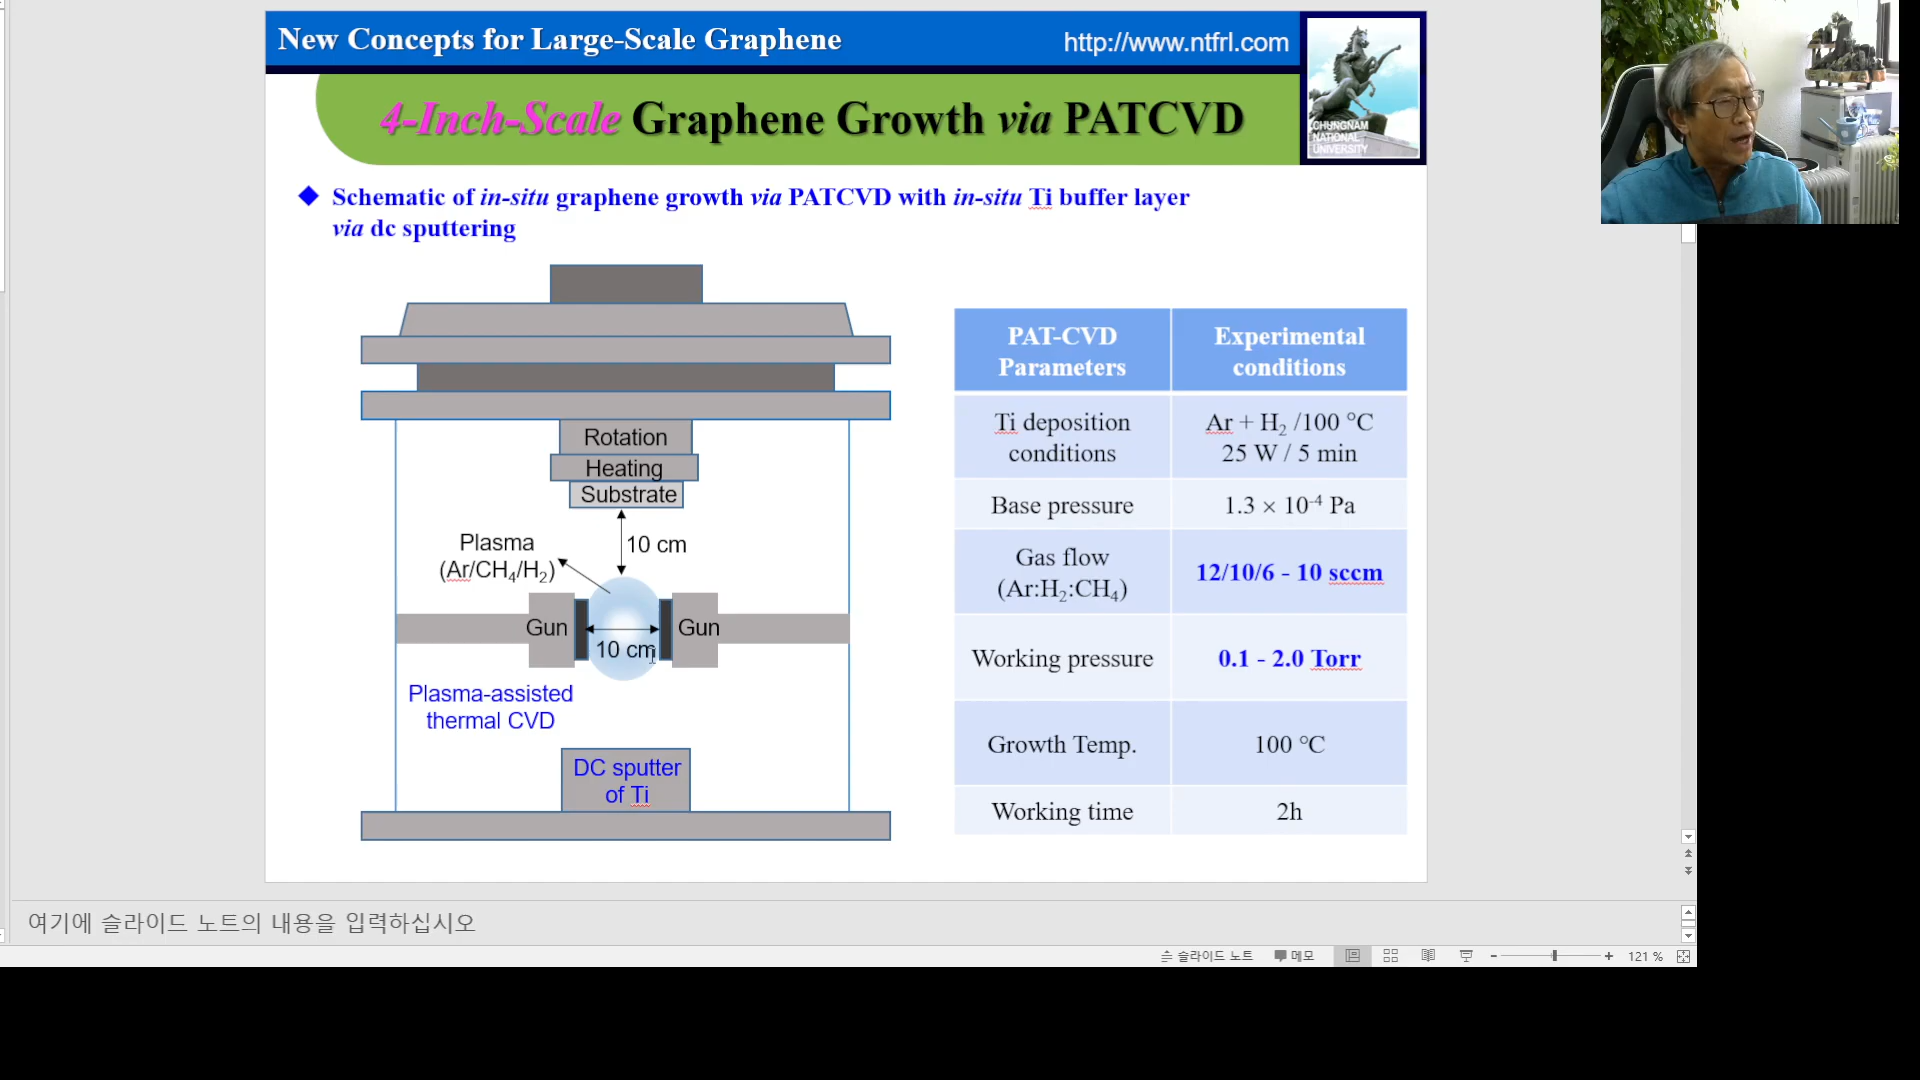 New Concepts for Large-Scale Graphene
http://www.ntfrl.com
4-Inch-Scale Graphene Growth via PATCVD
CHUNGNAM
NATIONAL
UNIVERSITY
◆ Schematic of in-situ graphene growth via PATCVD with in-situ Ti buffer layer
via dc sputtering
Rotation
Heating
Substrate
10 cm
Plasma
(Ar/CH₄/H₂)
Gun
10 cm
Gun
Plasma-assisted
thermal CVD
DC sputter
of Ti
PAT-CVD
Parameters
Experimental
conditions
Ti deposition
conditions
Ar + H₂ /100 °C
25 W / 5 min
Base pressure
1.3 × 10⁻⁴ Pa
Gas flow
(Ar:H₂:CH₄)
12/10/6 - 10 sccm
Working pressure
0.1 - 2.0 Torr
Growth Temp.
100 ℃
Working time
2h
여기에 슬라이드 노트의 내용을 입력하십시오
슬라이드 노트
메모
121 %